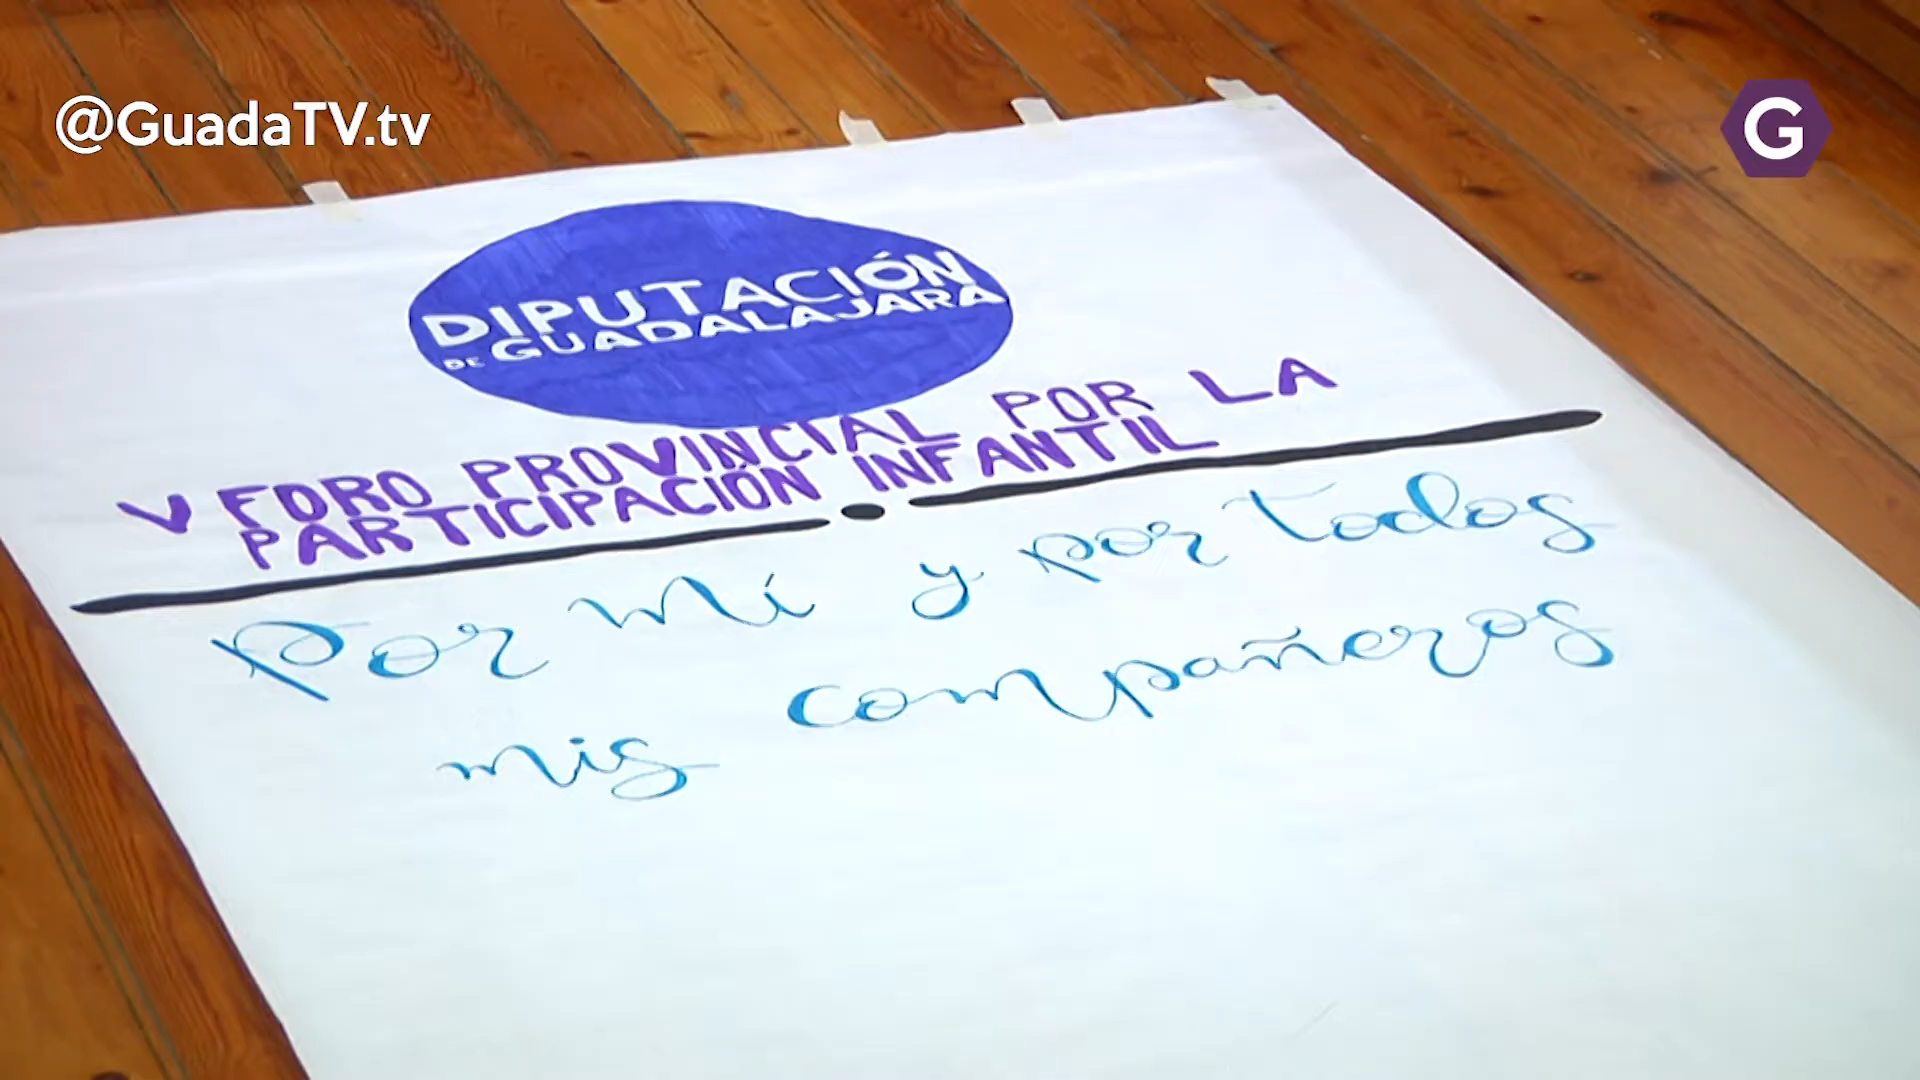 @GuadaTV.tv
G
DIPUTACIÓN
DE GUADALAJARA
V FORO PROVINCIAL POR LA
PARTICIPACIÓN INFANTIL
Por mí y por todos
mis compañeros